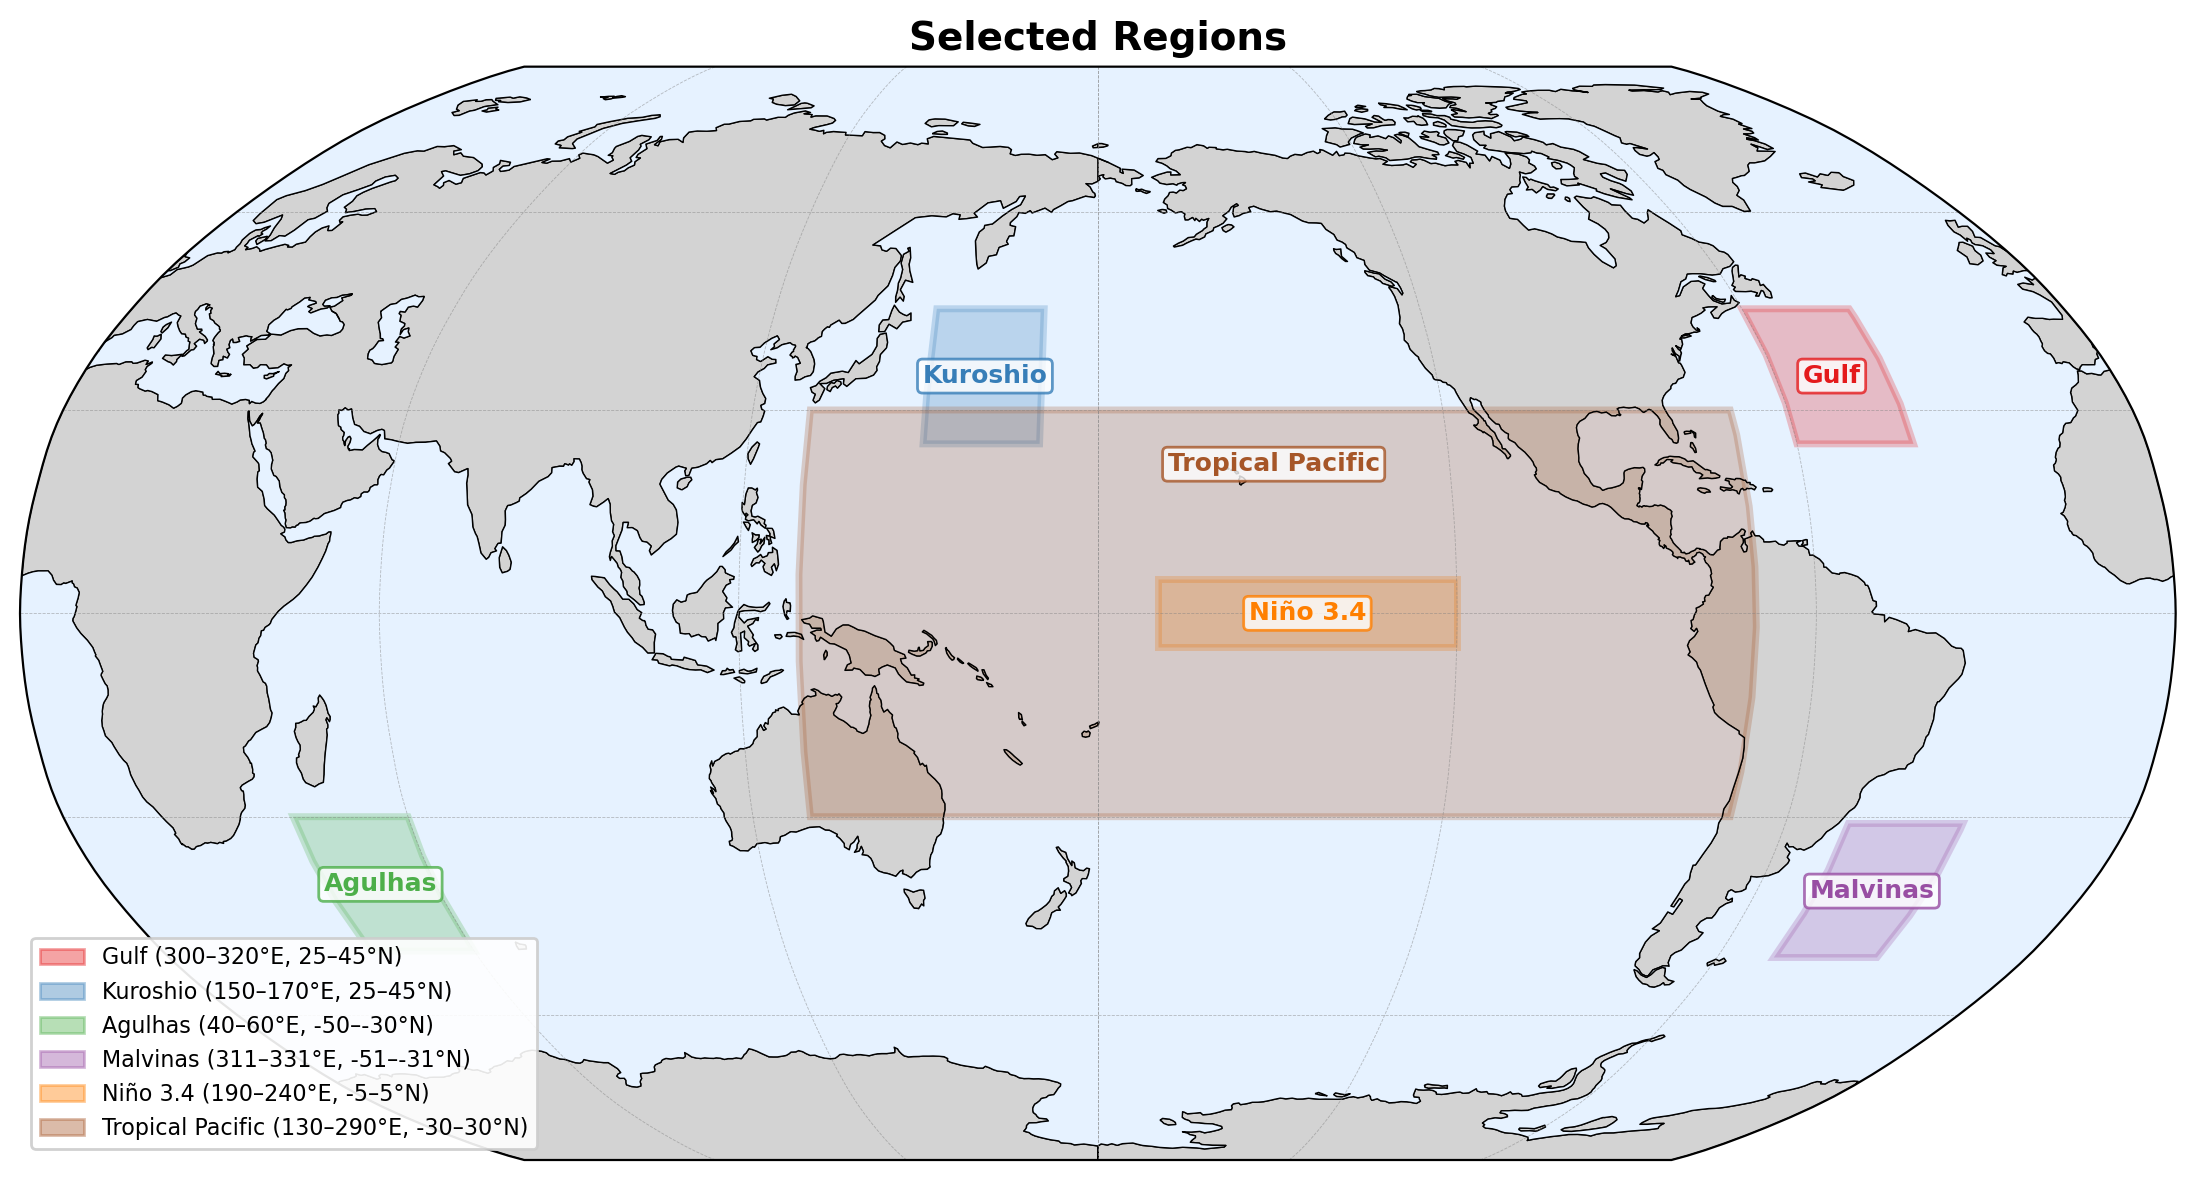 Selected Regions
Kuroshio
Gulf
Tropical Pacific
Niño 3.4
Agulhas
Malvinas
Gulf (300–320°E, 25–45°N)
Kuroshio (150–170°E, 25–45°N)
Agulhas (40–60°E, -50–-30°N)
Malvinas (311–331°E, -51–-31°N)
Niño 3.4 (190–240°E, -5–5°N)
Tropical Pacific (130–290°E, -30–30°N)